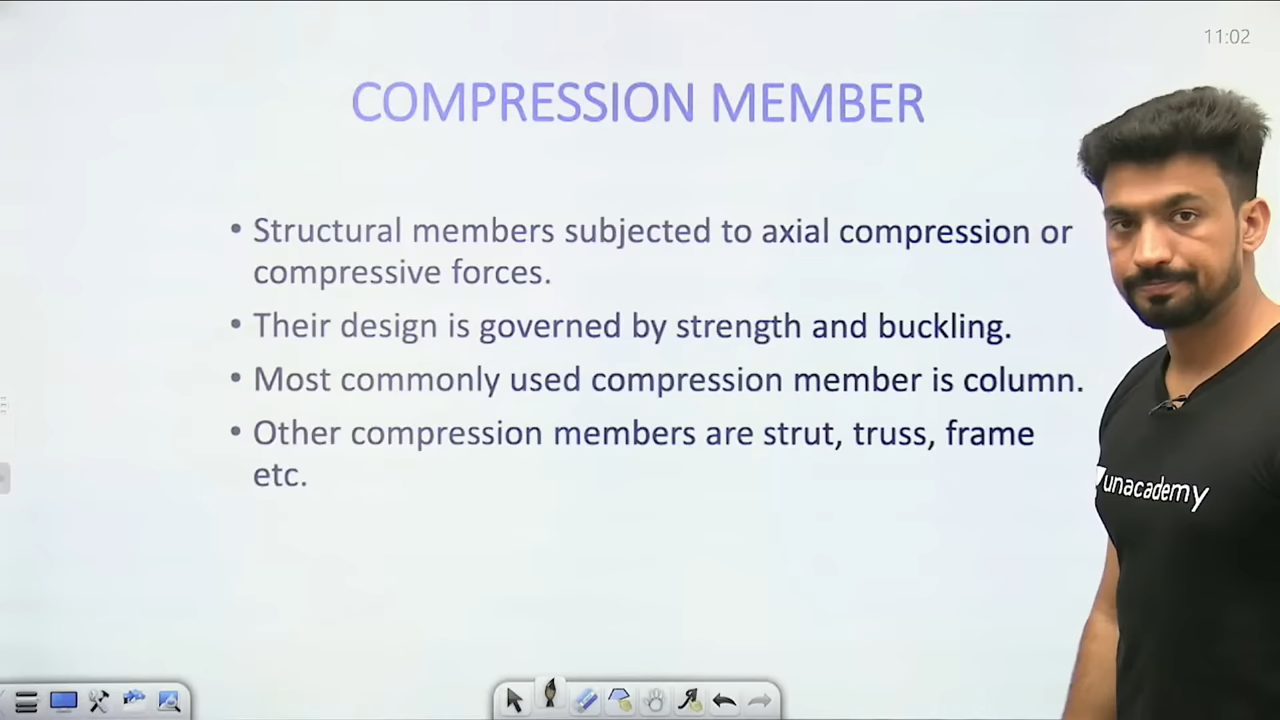 11:02
COMPRESSION MEMBER
• Structural members subjected to axial compression or
compressive forces.
• Their design is governed by strength and buckling.
• Most commonly used compression member is column.
• Other compression members are strut, truss, frame
etc.
unacademy